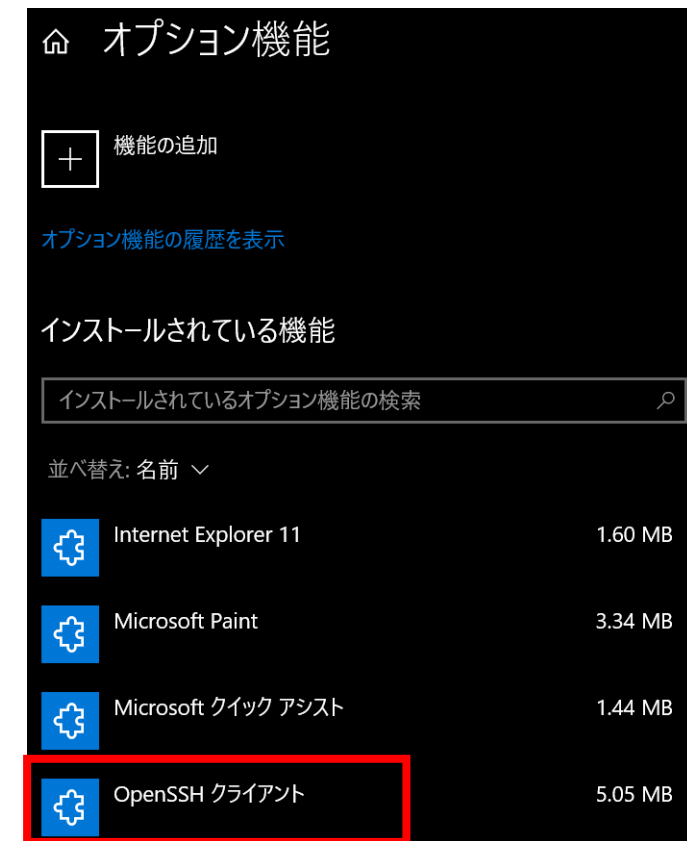 オプション機能
機能の追加
オプション機能の履歴を表示
インストールされている機能
インストールされているオプション機能の検索
並べ替え: 名前
Internet Explorer 11 1.60 MB
Microsoft Paint 3.34 MB
Microsoft クイック アシスト 1.44 MB
OpenSSH クライアント 5.05 MB